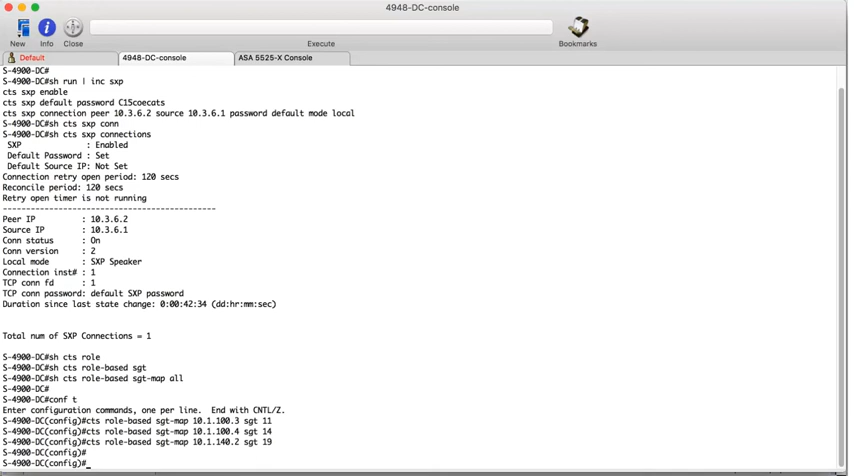 4948-DC-console
New
Info
Close
Execute
Bookmarks
Default
4948-DC-console
ASA 5525-X Console
S-4900-DC#
S-4900-DC#sh run | inc sxp
cts sxp enable
cts sxp default password C15coecats
cts sxp connection peer 10.3.6.2 source 10.3.6.1 password default mode local
S-4900-DC#sh cts sxp conn
S-4900-DC#sh cts sxp connections
SXP : Enabled
Default Password : Set
Default Source IP: Not Set
Connection retry open period: 120 secs
Reconcile period: 120 secs
Retry open timer is not running
----------------------------------------------
Peer IP : 10.3.6.2
Source IP : 10.3.6.1
Conn status : On
Conn version : 2
Local mode : SXP Speaker
Connection inst# : 1
TCP conn fd : 1
TCP conn password: default SXP password
Duration since last state change: 0:00:42:34 (dd:hr:mm:sec)
Total num of SXP Connections = 1
S-4900-DC#sh cts role
S-4900-DC#sh cts role-based sgt
S-4900-DC#sh cts role-based sgt-map all
S-4900-DC#
S-4900-DC#conf t
Enter configuration commands, one per line. End with CNTL/Z.
S-4900-DC(config)#cts role-based sgt-map 10.1.100.3 sgt 11
S-4900-DC(config)#cts role-based sgt-map 10.1.100.4 sgt 14
S-4900-DC(config)#cts role-based sgt-map 10.1.140.2 sgt 19
S-4900-DC(config)#
S-4900-DC(config)#